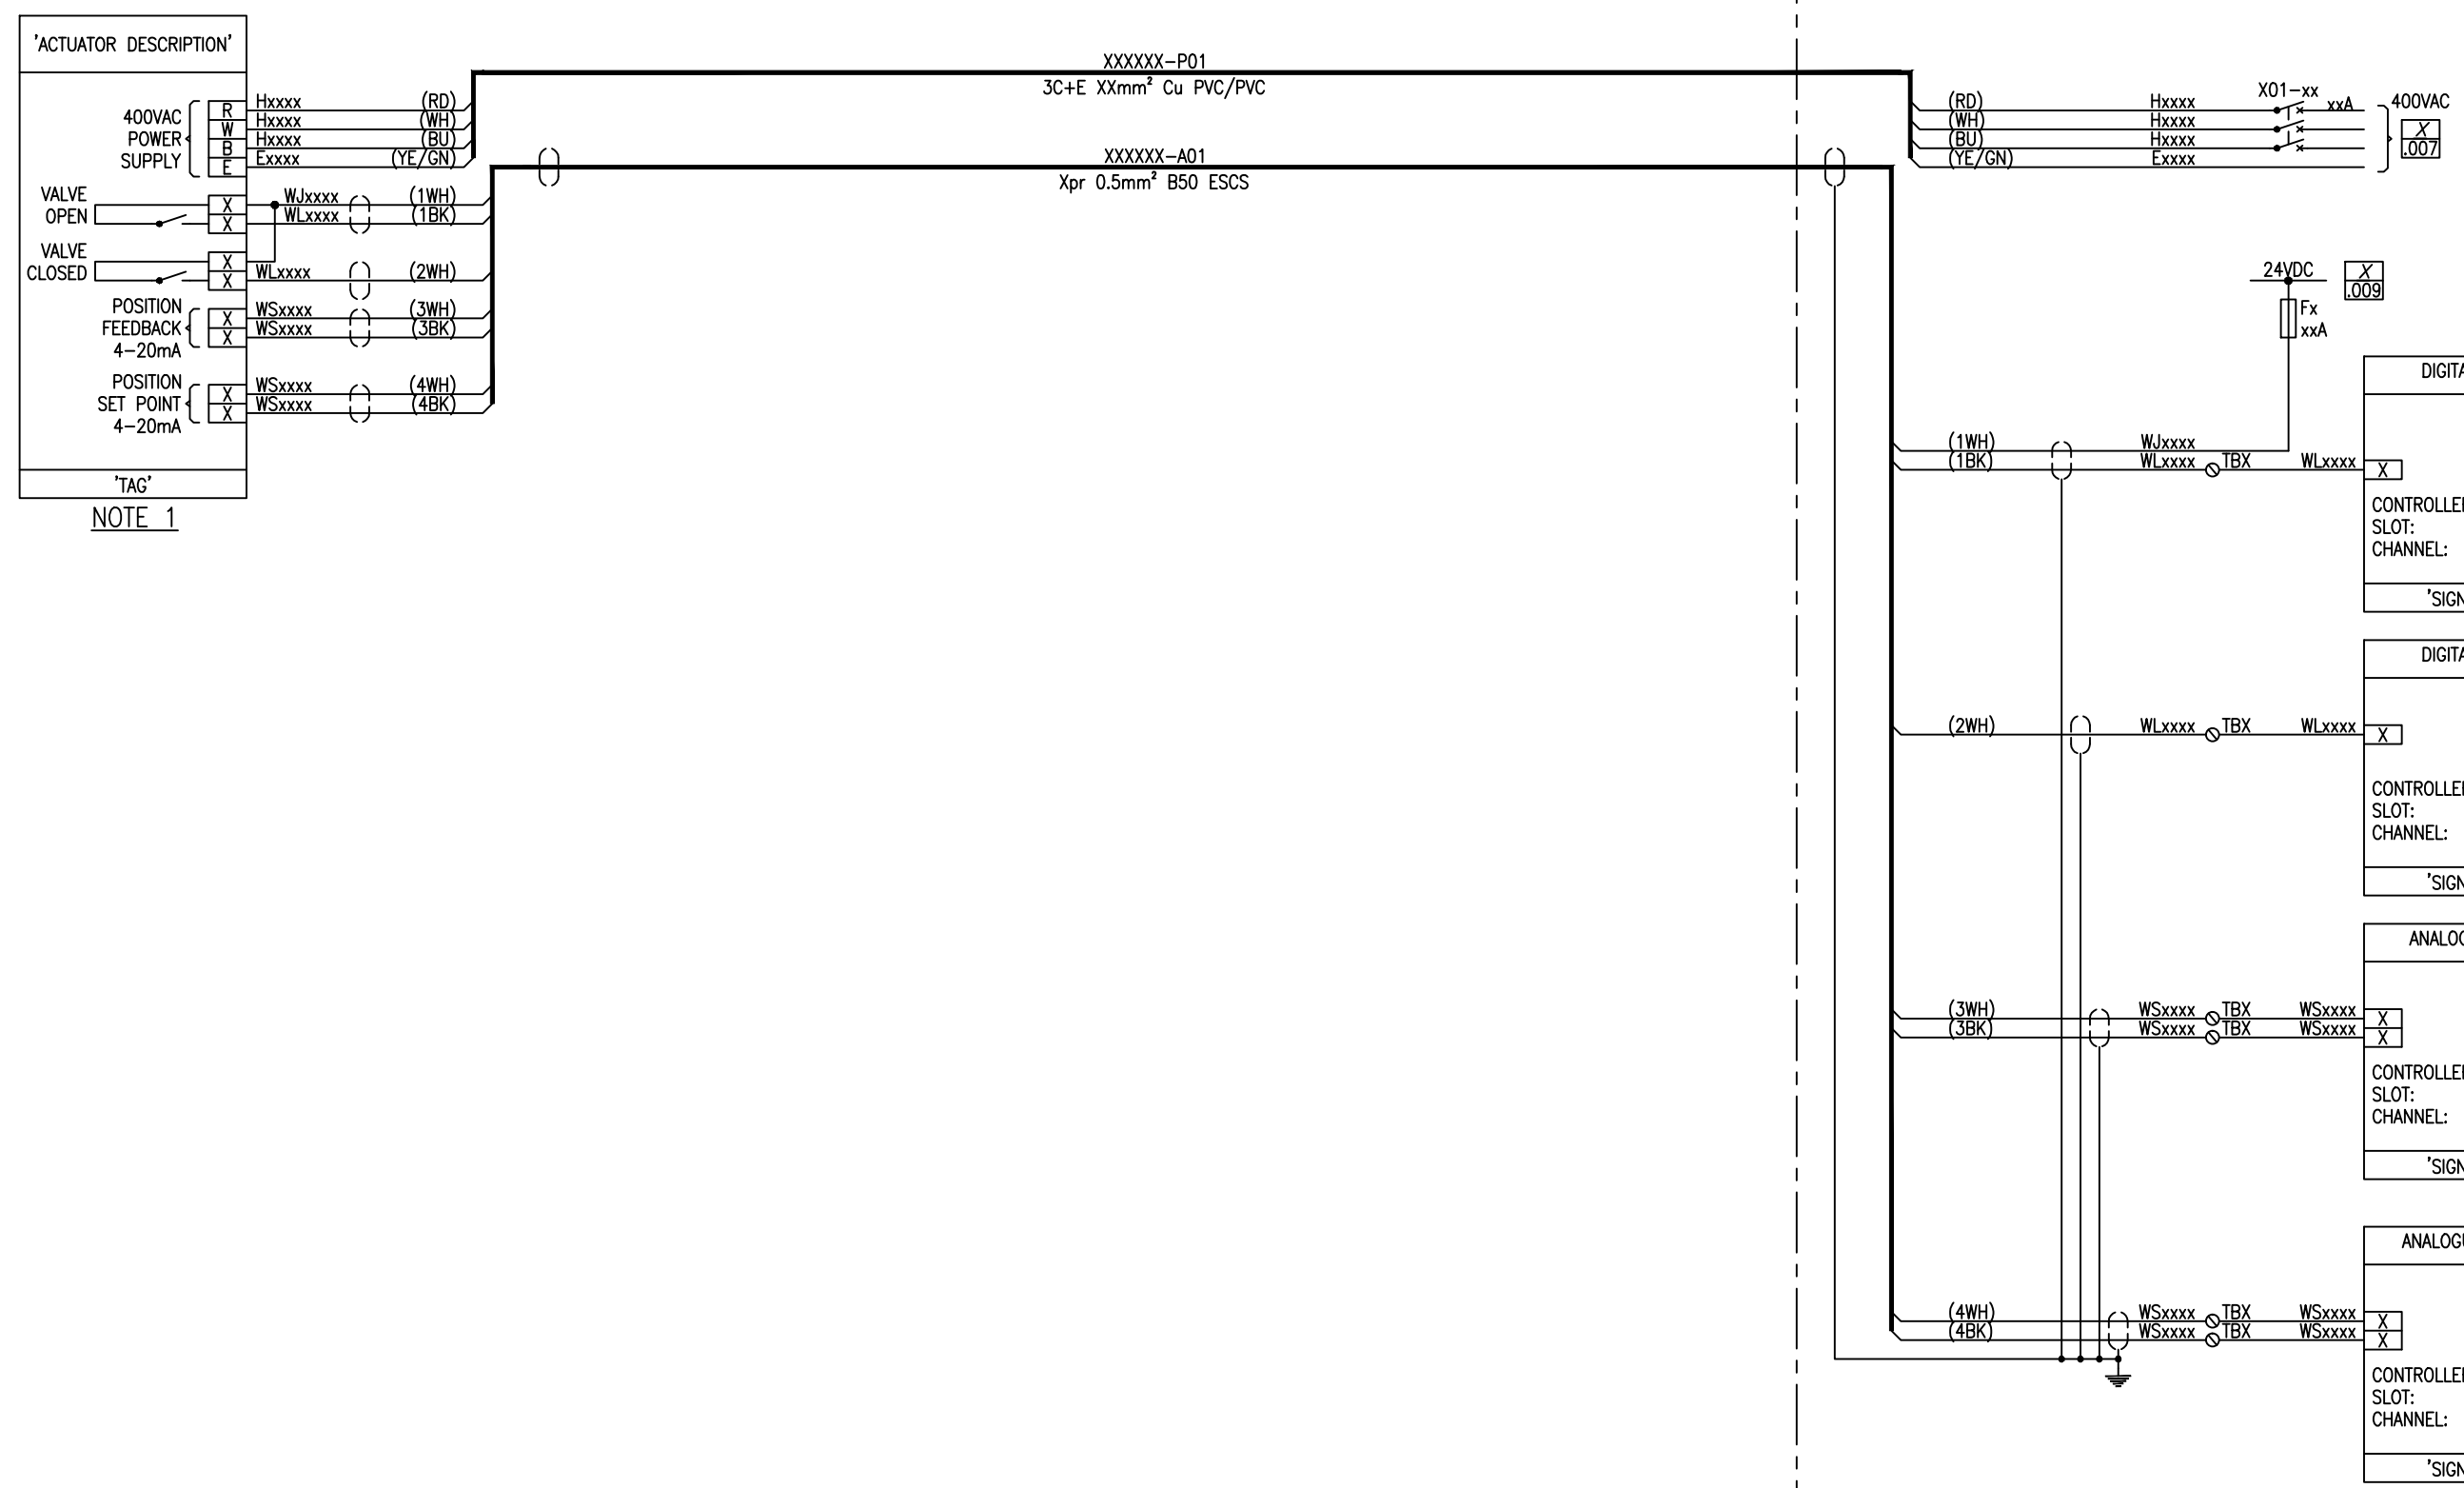 'ACTUATOR DESCRIPTION'
400VAC
POWER
SUPPLY
R
W
B
E
Hxxxx (RD)
Hxxxx (WH)
Hxxxx (BU)
Exxxx (YE/GN)
VALVE
OPEN
X
X
WJxxxx (1WH)
WLxxxx (1BK)
VALVE
CLOSED
X
X
WLxxxx (2WH)
POSITION
FEEDBACK
4-20mA
X
X
WSxxxx (3WH)
WSxxxx (3BK)
POSITION
SET POINT
4-20mA
X
X
WSxxxx (4WH)
WSxxxx (4BK)
'TAG'
NOTE 1
XXXXXX-P01
3C+E XXmm² Cu PVC/PVC
XXXXXX-A01
Xpr 0.5mm² B50 ESCS
(RD) Hxxxx
(WH) Hxxxx
(BU) Hxxxx
(YE/GN) Exxxx
X01-xx
xxA
400VAC
X
.007
24VDC
X
.009
Fx
xxA
(1WH) WJxxxx
(1BK) WLxxxx TBX WLxxxx X
DIGITA
CONTROLLE
SLOT:
CHANNEL:
'SIGN
DIGITA
(2WH) WLxxxx TBX WLxxxx X
CONTROLLE
SLOT:
CHANNEL:
'SIGN
ANALOG
(3WH) WSxxxx TBX WSxxxx X
(3BK) WSxxxx TBX WSxxxx X
CONTROLLE
SLOT:
CHANNEL:
'SIGN
ANALOG
(4WH) WSxxxx TBX WSxxxx X
(4BK) WSxxxx TBX WSxxxx X
CONTROLLE
SLOT:
CHANNEL:
'SIGN